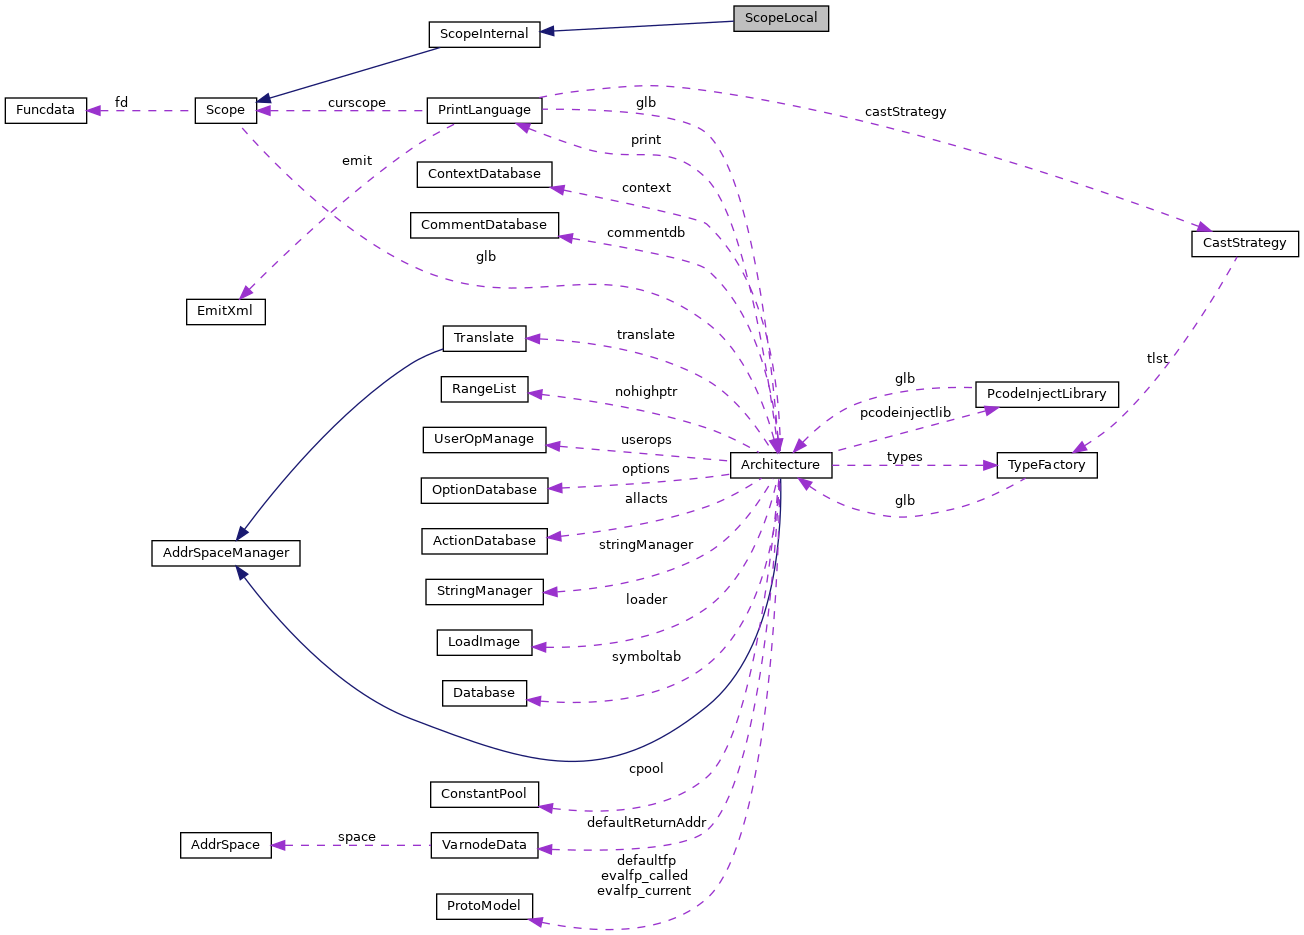 ScopeLocal
ScopeInternal
Funcdata
fd
Scope
curscope
PrintLanguage
glb
castStrategy
print
emit
ContextDatabase
context
CommentDatabase
commentdb
CastStrategy
glb
EmitXml
Translate
translate
tlst
RangeList
nohighptr
glb
PcodeInjectLibrary
pcodeinjectlib
UserOpManage
userops
Architecture
types
TypeFactory
options
OptionDatabase
allacts
glb
ActionDatabase
stringManager
AddrSpaceManager
StringManager
loader
LoadImage
symboltab
Database
cpool
ConstantPool
defaultReturnAddr
AddrSpace
space
VarnodeData
defaultfp
evalfp_called
evalfp_current
ProtoModel